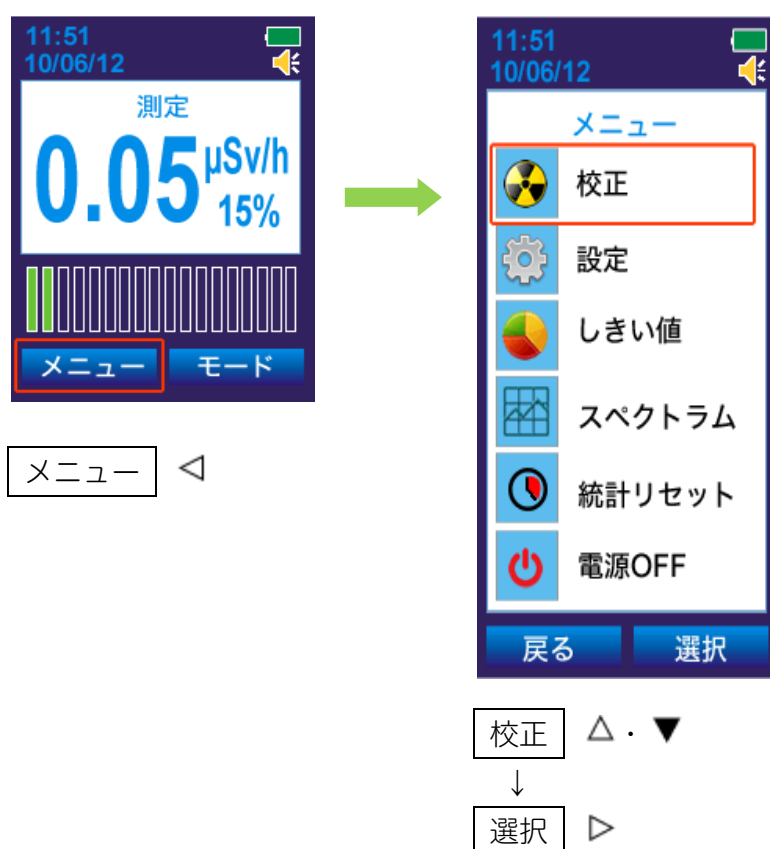 11:51
10/06/12
測定
0.05 µSv/h
15%
メニュー
モード
メニュー ◁
11:51
10/06/12
メニュー
校正
設定
しきい値
スペクトラム
統計リセット
電源OFF
戻る
選択
校正 △・▼
↓
選択 ▷